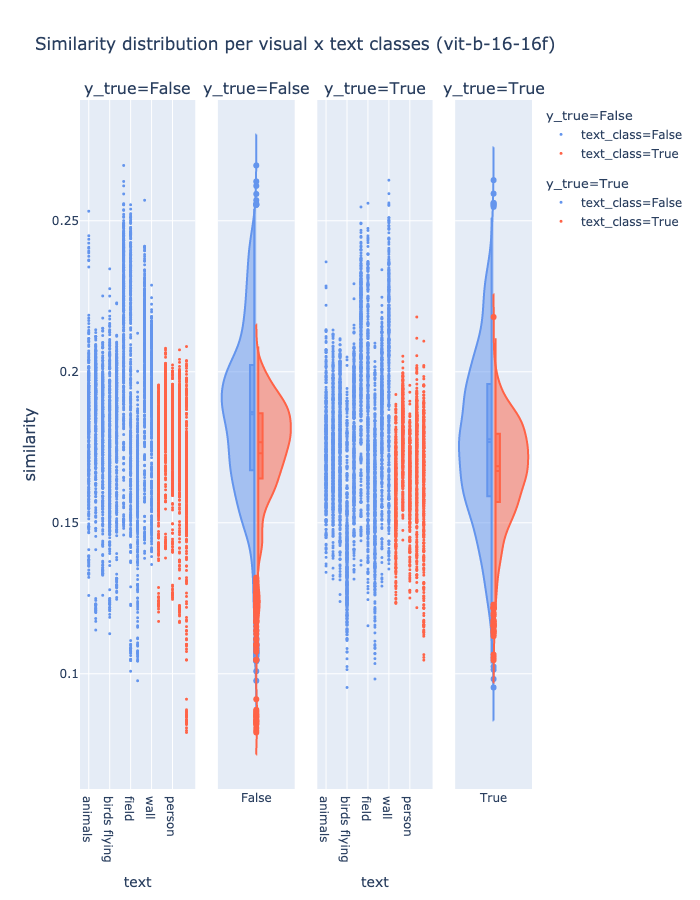 Similarity distribution per visual x text classes (vit-b-16-16f)
y_true=False
y_true=False
y_true=True
y_true=True
y_true=False
text_class=False
text_class=True
y_true=True
text_class=False
text_class=True
similarity
0.25
0.2
0.15
0.1
animals
birds flying
field
wall
person
False
animals
birds flying
field
wall
person
True
text
text